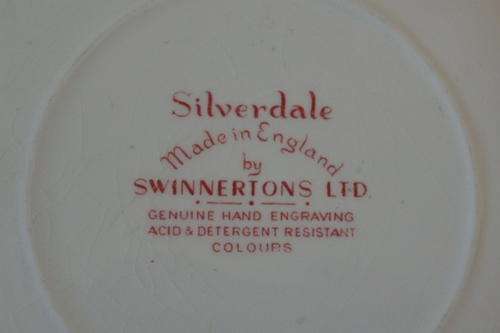 Silverdale
Made in England
by
SWINNERTONS LTD.
GENUINE HAND ENGRAVING
ACID & DETERGENT RESISTANT
COLOURS